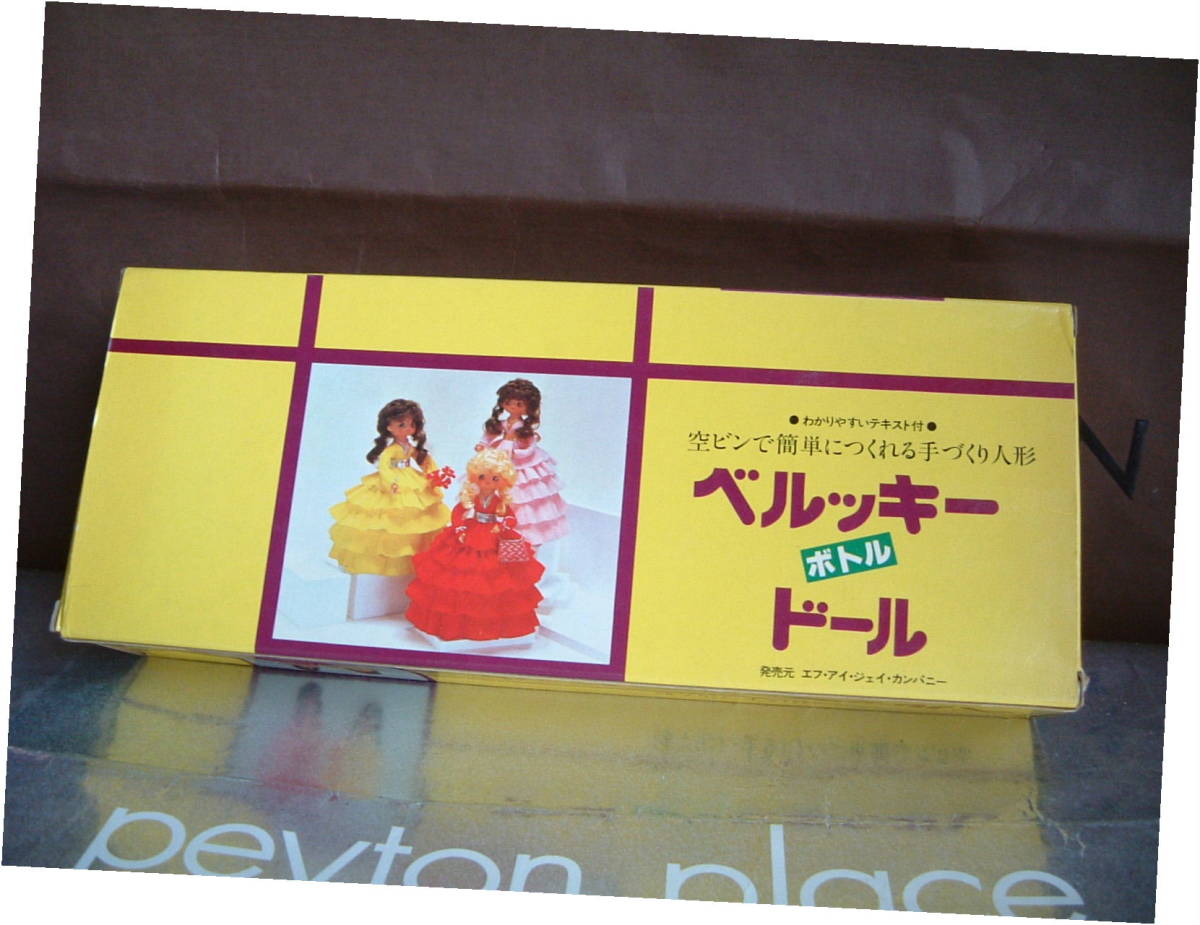 ●わかりやすいテキスト付●
空ビンで簡単につくれる手づくり人形
ベルッキー
ボトル
ドール
発売元 エフ・アイ・ジェイ・カンパニー
N
peyton place